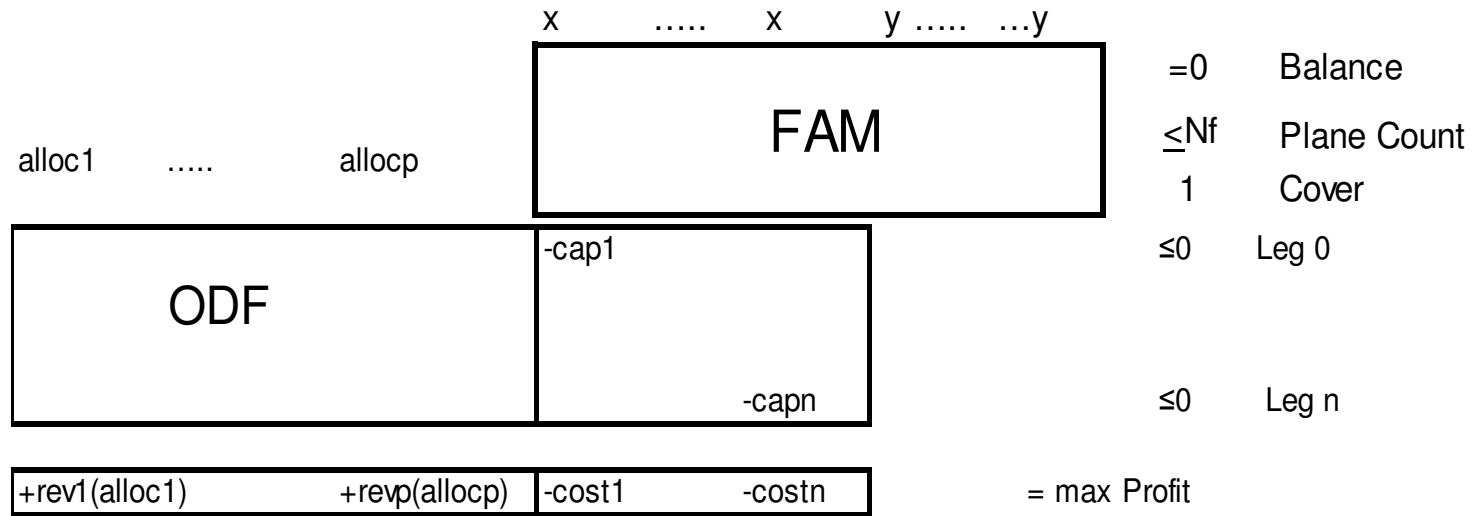 x ..... x y ..... ...y
=0 Balance
FAM
≤Nf Plane Count
alloc1 ..... allocp
1 Cover
-cap1 ≤0 Leg 0
ODF
-capn ≤0 Leg n
+rev1(alloc1) +revp(allocp) -cost1 -costn = max Profit